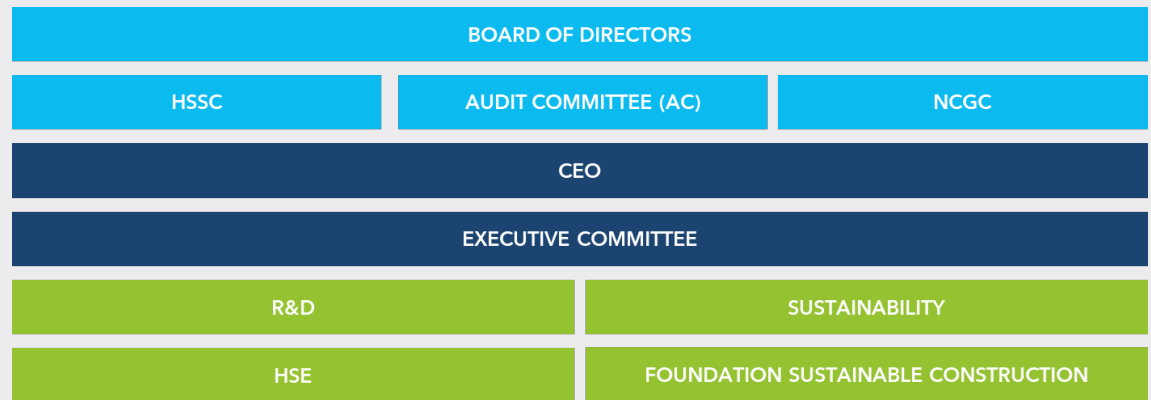 BOARD OF DIRECTORS
HSSC
AUDIT COMMITTEE (AC)
NCGC
CEO
EXECUTIVE COMMITTEE
R&D
SUSTAINABILITY
HSE
FOUNDATION SUSTAINABLE CONSTRUCTION